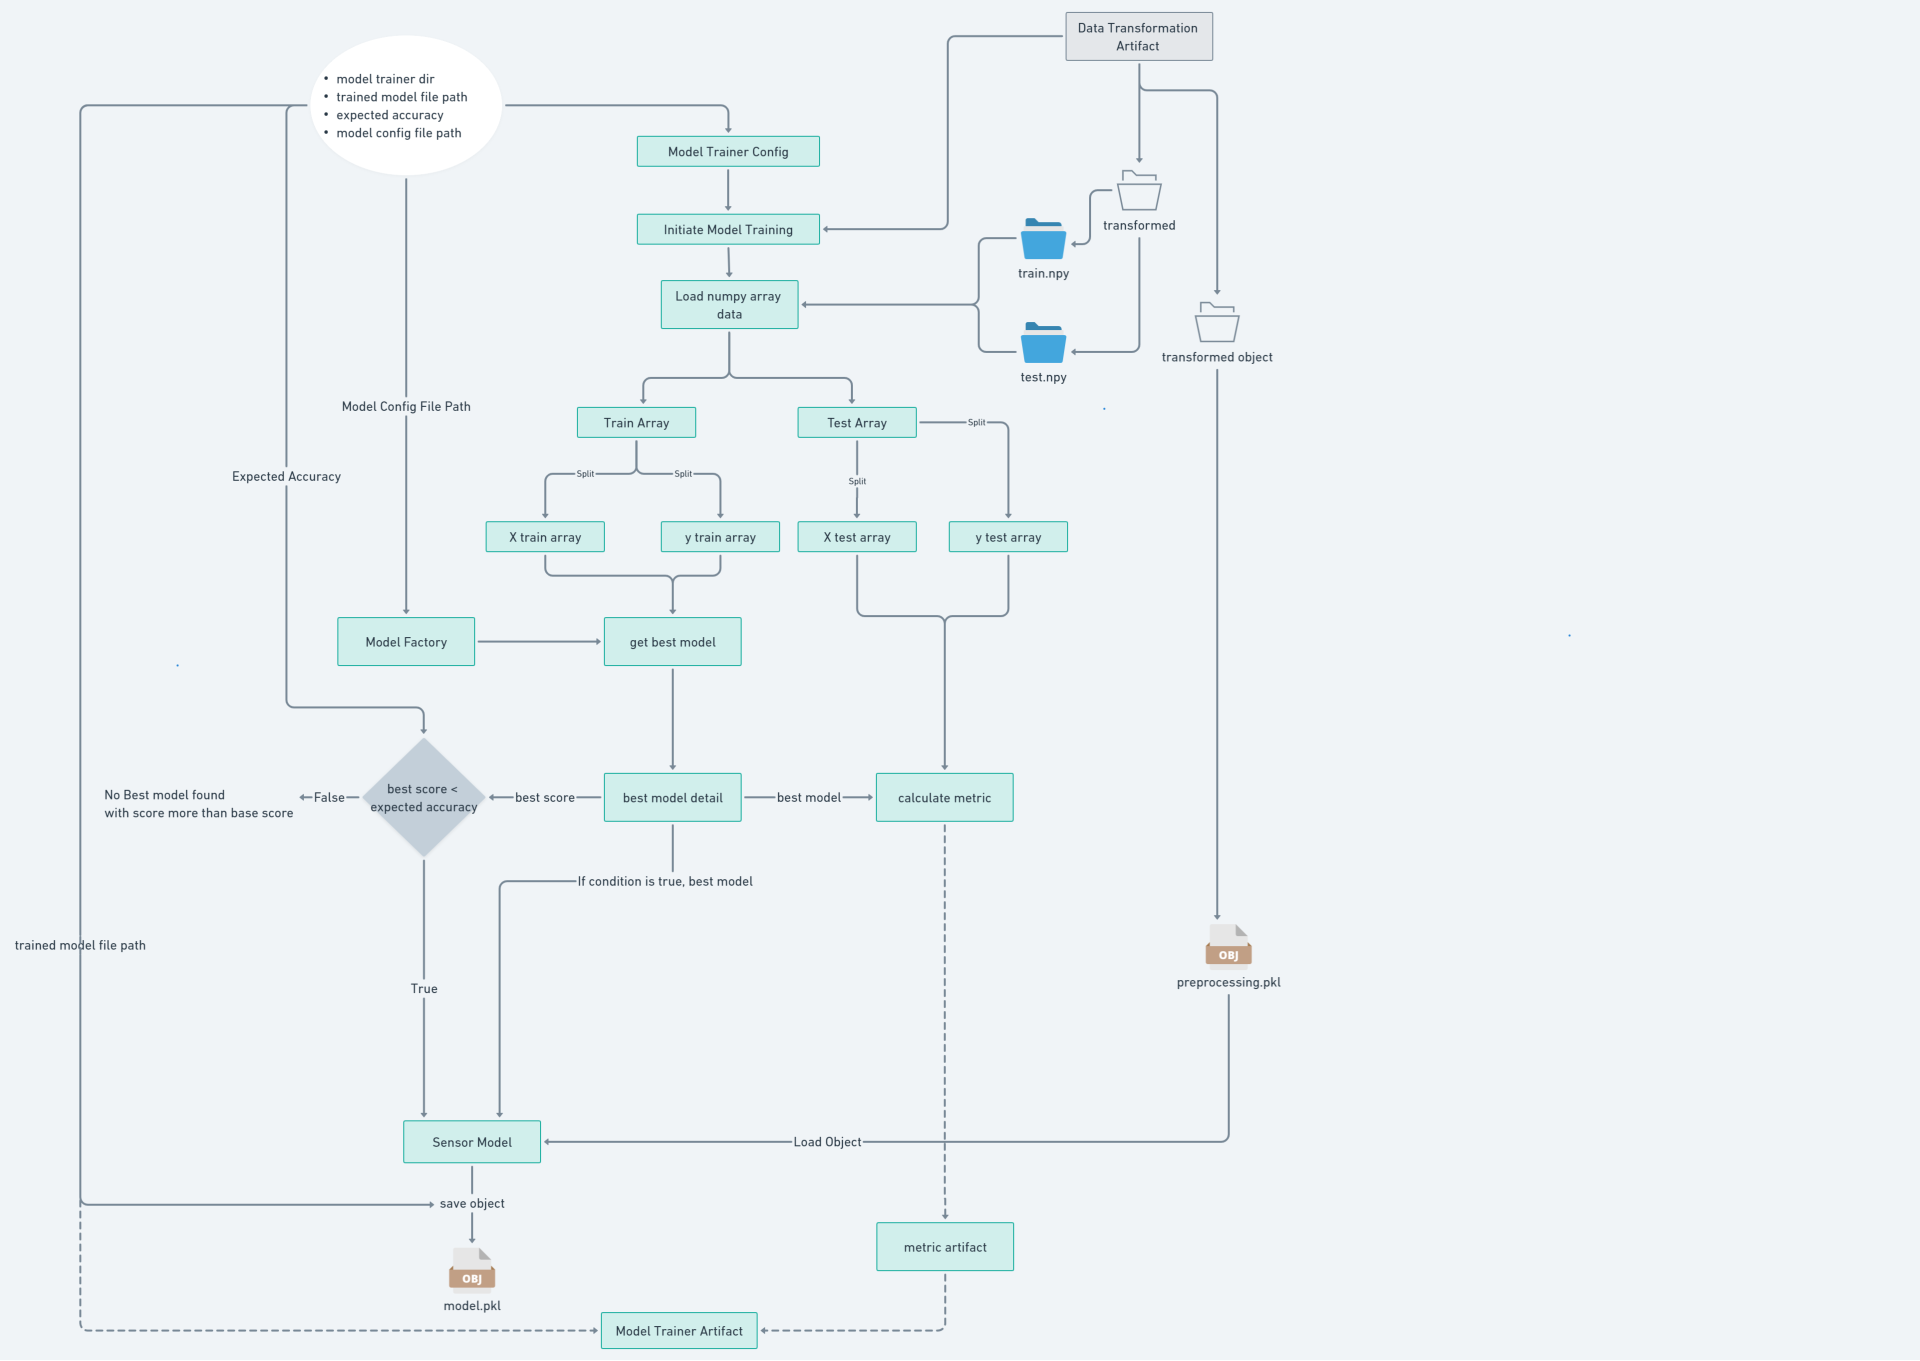 Data Transformation
Artifact
• model trainer dir
• trained model file path
• expected accuracy
• model config file path
Model Trainer Config
Initiate Model Training
transformed
train.npy
Load numpy array
data
test.npy
transformed object
Model Config File Path
Train Array
Test Array
Split
Expected Accuracy
Split
Split
Split
X train array
y train array
X test array
y test array
Model Factory
get best model
No Best model found
with score more than base score
False
best score <
expected accuracy
best score
best model detail
best model
calculate metric
If condition is true, best model
trained model file path
True
OBJ
preprocessing.pkl
Sensor Model
Load Object
save object
metric artifact
OBJ
model.pkl
Model Trainer Artifact